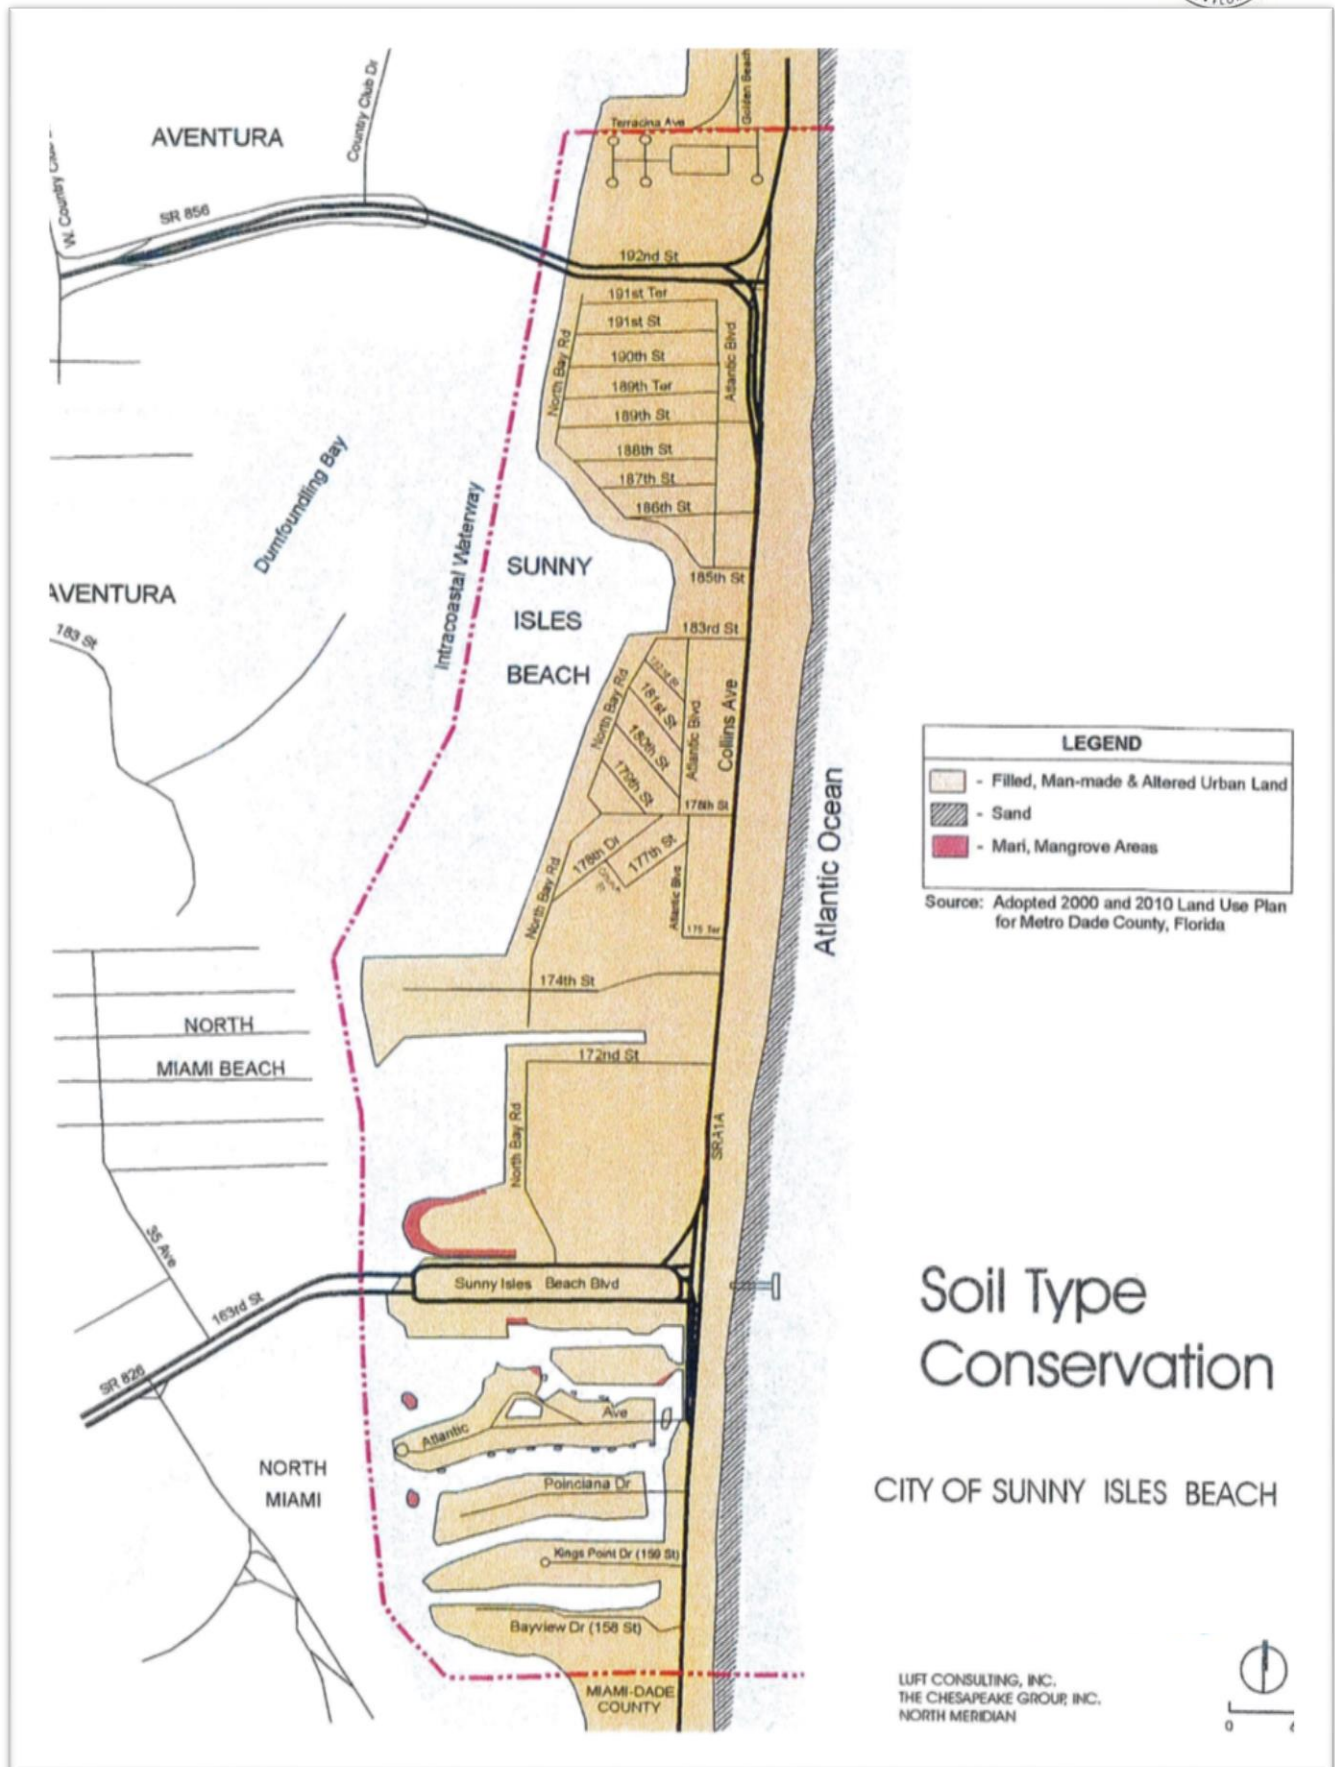 Country Club Dr
Golden Beach
Terracina Ave
AVENTURA
W. Country Club
SR 856
192nd St
191st Ter
191st St
North Bay Rd
Atlantic Blvd
190th St
189th Ter
189th St
188th St
187th St
186th St
Dumfoundling Bay
Intracoastal Waterway
SUNNY
ISLES
BEACH
185th St
AVENTURA
183 St
183rd St
North Bay Rd
181st St
180th St
179th St
Atlantic Blvd
Collins Ave
178th St
178th Dr
177th St
North Bay Rd
Atlantic Blvd
175 Ter
Atlantic Ocean
LEGEND
- Filled, Man-made & Altered Urban Land
- Sand
- Mari, Mangrove Areas
Source: Adopted 2000 and 2010 Land Use Plan
for Metro Dade County, Florida
174th St
NORTH
MIAMI BEACH
172nd St
North Bay Rd
SRA1A
35 Ave
163rd St
SR 826
Sunny Isles Beach Blvd
Soil Type
Conservation
Atlantic Ave
NORTH
MIAMI
Poinciana Dr
CITY OF SUNNY ISLES BEACH
Kings Point Dr (159 St)
Bayview Dr (158 St)
MIAMI-DADE
COUNTY
LUFT CONSULTING, INC.
THE CHESAPEAKE GROUP, INC.
NORTH MERIDIAN
0